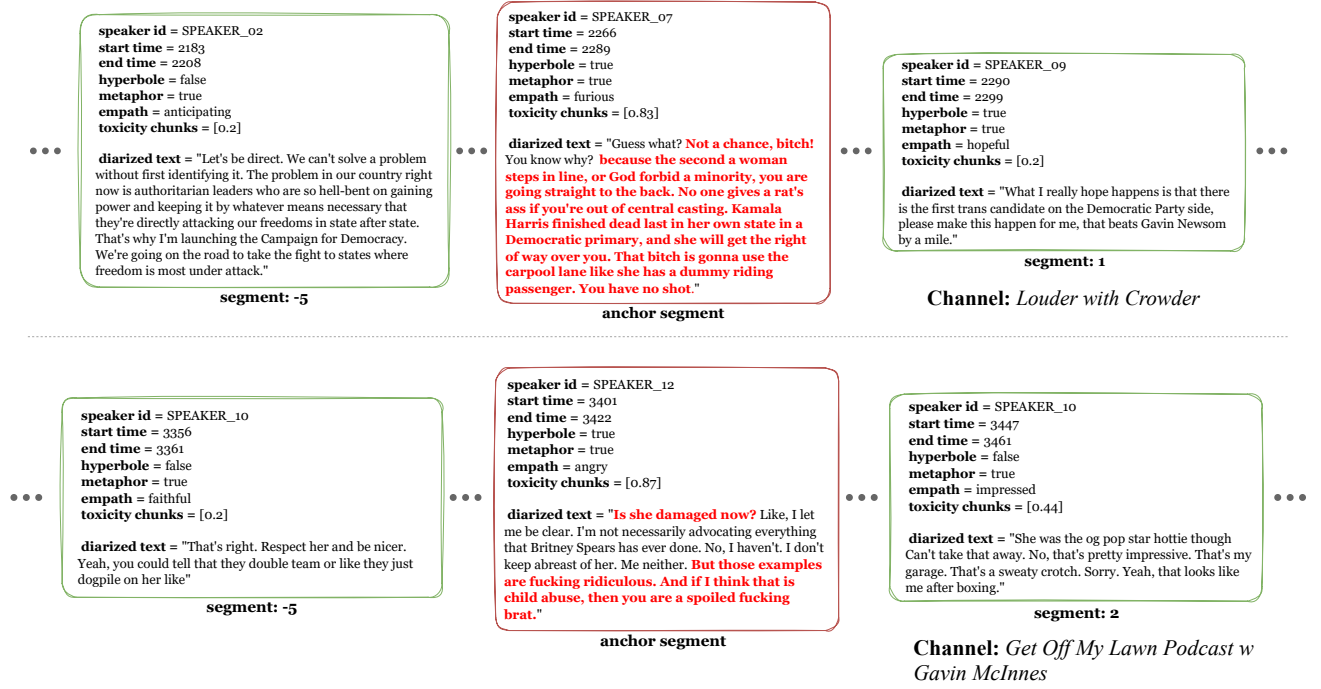 speaker id = SPEAKER_02
start time = 2183
end time = 2208
hyperbole = false
metaphor = true
empath = anticipating
toxicity chunks = [0.2]
diarized text = "Let's be direct. We can't solve a problem
without first identifying it. The problem in our country right
now is authoritarian leaders who are so hell-bent on gaining
power and keeping it by whatever means necessary that
they're directly attacking our freedoms in state after state.
That's why I'm launching the Campaign for Democracy.
We're going on the road to take the fight to states where
freedom is most under attack."
segment: -5
speaker id = SPEAKER_07
start time = 2266
end time = 2289
hyperbole = true
metaphor = true
empath = furious
toxicity chunks = [0.83]
diarized text = "Guess what? Not a chance, bitch!
You know why? because the second a woman
steps in line, or God forbid a minority, you are
going straight to the back. No one gives a rat's
ass if you're out of central casting. Kamala
Harris finished dead last in her own state in a
Democratic primary, and she will get the right
of way over you. That bitch is gonna use the
carpool lane like she has a dummy riding
passenger. You have no shot."
anchor segment
speaker id = SPEAKER_09
start time = 2290
end time = 2299
hyperbole = true
metaphor = true
empath = hopeful
toxicity chunks = [0.2]
diarized text = "What I really hope happens is that there
is the first trans candidate on the Democratic Party side,
please make this happen for me, that beats Gavin Newsom
by a mile."
segment: 1
Channel: Louder with Crowder
speaker id = SPEAKER_10
start time = 3356
end time = 3361
hyperbole = false
metaphor = true
empath = faithful
toxicity chunks = [0.2]
diarized text = "That's right. Respect her and be nicer.
Yeah, you could tell that they double team or like they just
dogpile on her like"
segment: -5
speaker id = SPEAKER_12
start time = 3401
end time = 3422
hyperbole = true
metaphor = true
empath = angry
toxicity chunks = [0.87]
diarized text = "Is she damaged now? Like, I let
me be clear. I'm not necessarily advocating everything
that Britney Spears has ever done. No, I haven't. I don't
keep abreast of her. Me neither. But those examples
are fucking ridiculous. And if I think that is
child abuse, then you are a spoiled fucking
brat."
anchor segment
speaker id = SPEAKER_10
start time = 3447
end time = 3461
hyperbole = false
metaphor = true
empath = impressed
toxicity chunks = [0.44]
diarized text = "She was the og pop star hottie though
Can't take that away. No, that's pretty impressive. That's my
garage. That's a sweaty crotch. Sorry. Yeah, that looks like
me after boxing."
segment: 2
Channel: Get Off My Lawn Podcast w
Gavin McInnes